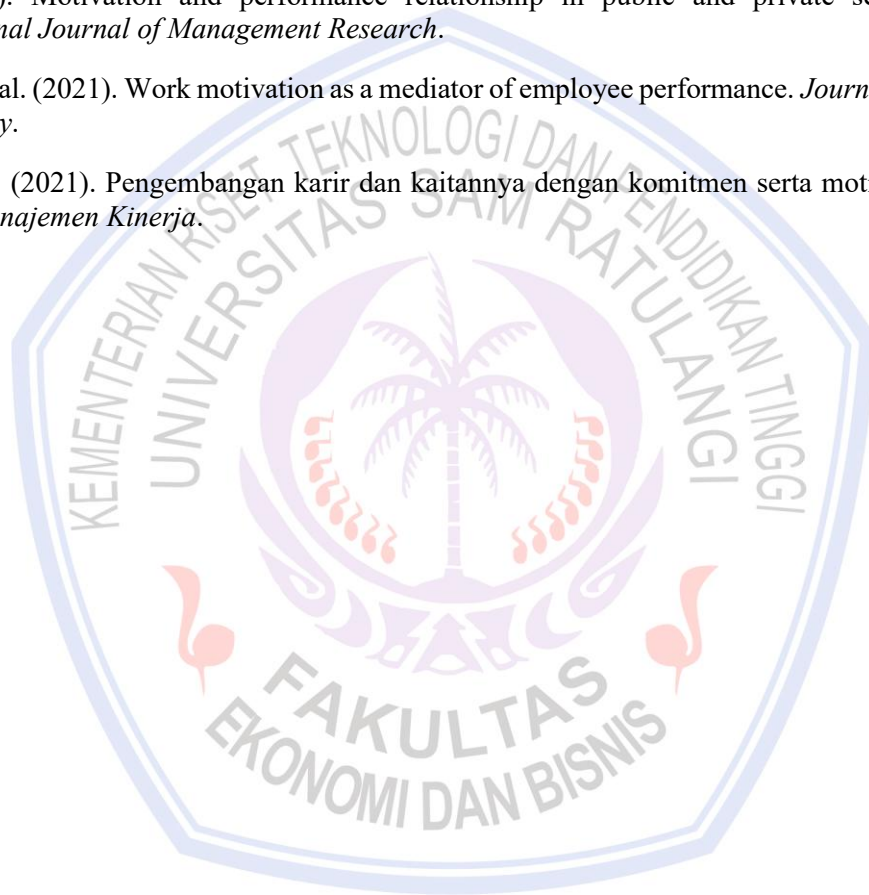 ). Motivation and performance relationship in public and private se
nal Journal of Management Research.
al. (2021). Work motivation as a mediator of employee performance. Journ
y.
(2021). Pengembangan karir dan kaitannya dengan komitmen serta moti
najemen Kinerja.
KEMENTERIAN RISET TEKNOLOGI DAN PENDIDIKAN TINGGI
UNIVERSITAS SAM RATULANGI
FAKULTAS
EKONOMI DAN BISNIS